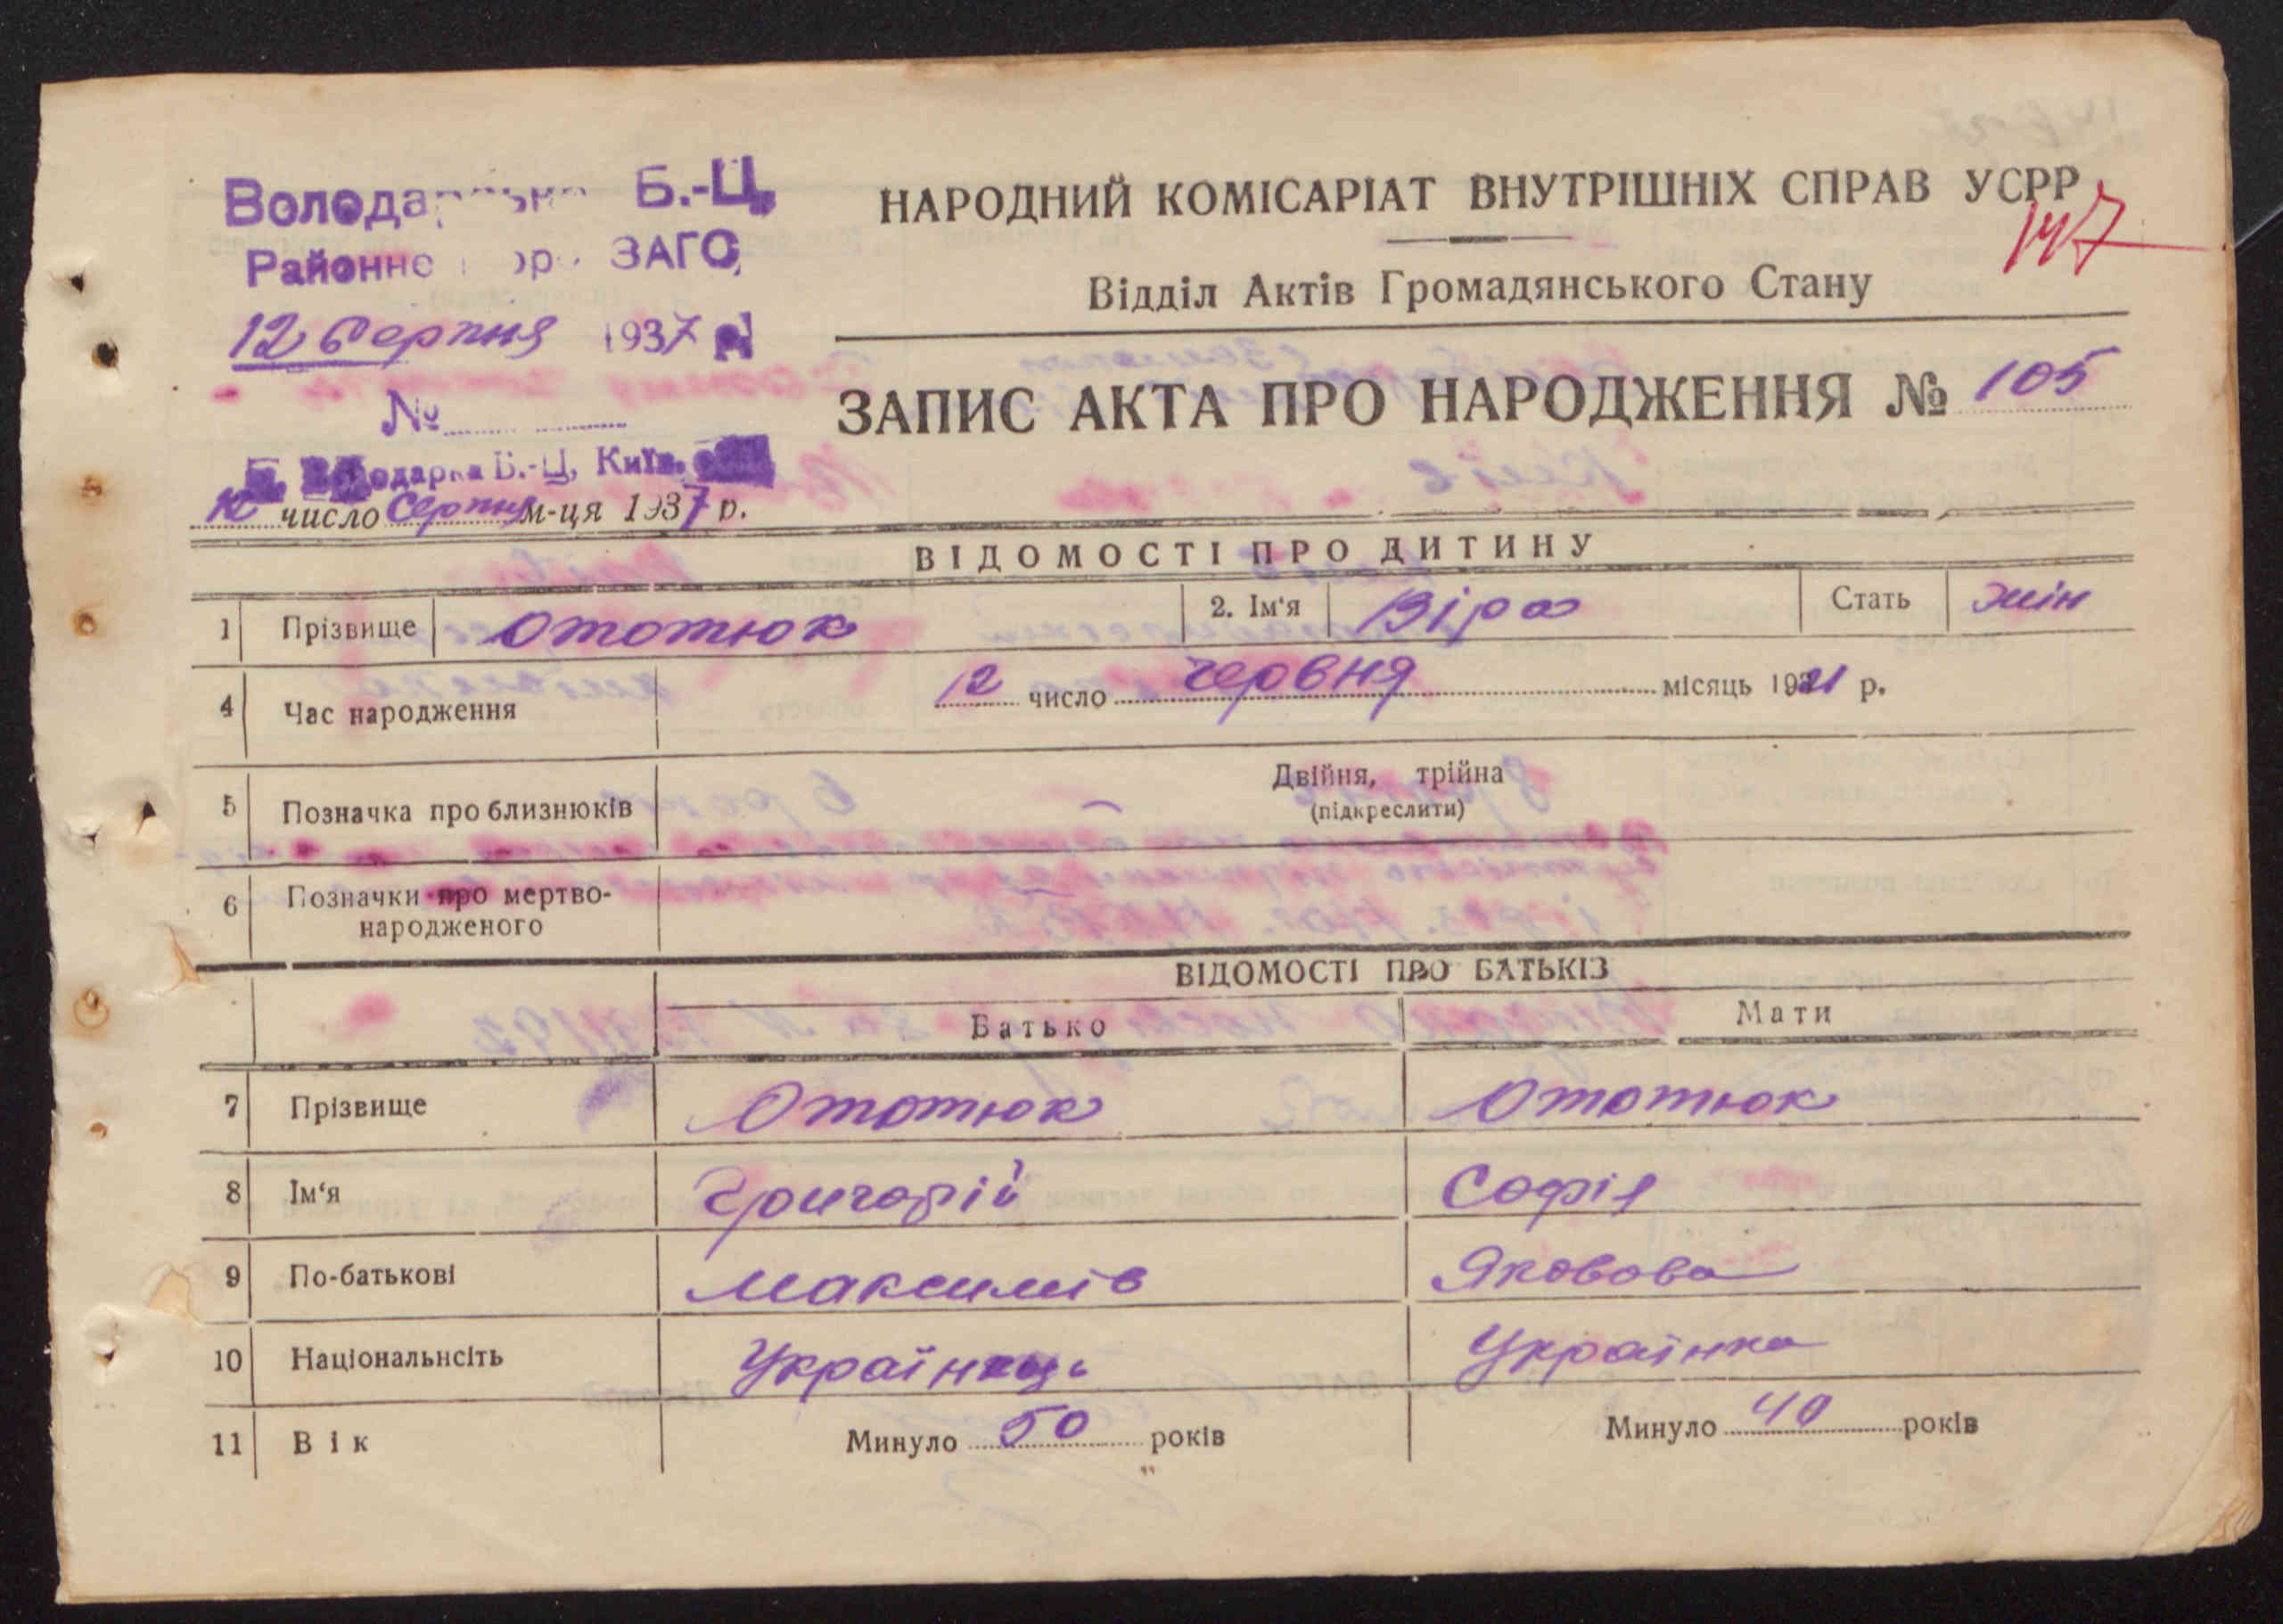 Б.-Ц.
НАРОДНИЙ КОМІСАРІАТ ВНУТРІШНІХ СПРАВ УСРР
147
Районне ЗАГС
Відділ Актів Громадянського Стану
12 Серпня 1937
№
ЗАПИС АКТА ПРО НАРОДЖЕННЯ № 105
Б.-Ц, Київ.
12 число Серпня м-ця 1937 р.
ВІДОМОСТІ ПРО ДИТИНУ
1 Прізвище Ототюк 2. Ім'я Віра Стать жін
4 Час народження 12 число червня місяць 1921 р.
5 Позначка про близнюків Двійня, трійна
(підкреслити)
6 Позначки про мертво-
народженого
ВІДОМОСТІ ПРО БАТЬКІВ
Батько Мати
7 Прізвище Ототюк Ототюк
8 Ім'я Григорій Софія
9 По-батькові Максимів Яковова
10 Національнсіть Українець Українка
11 Вік Минуло 50 років Минуло 40 років